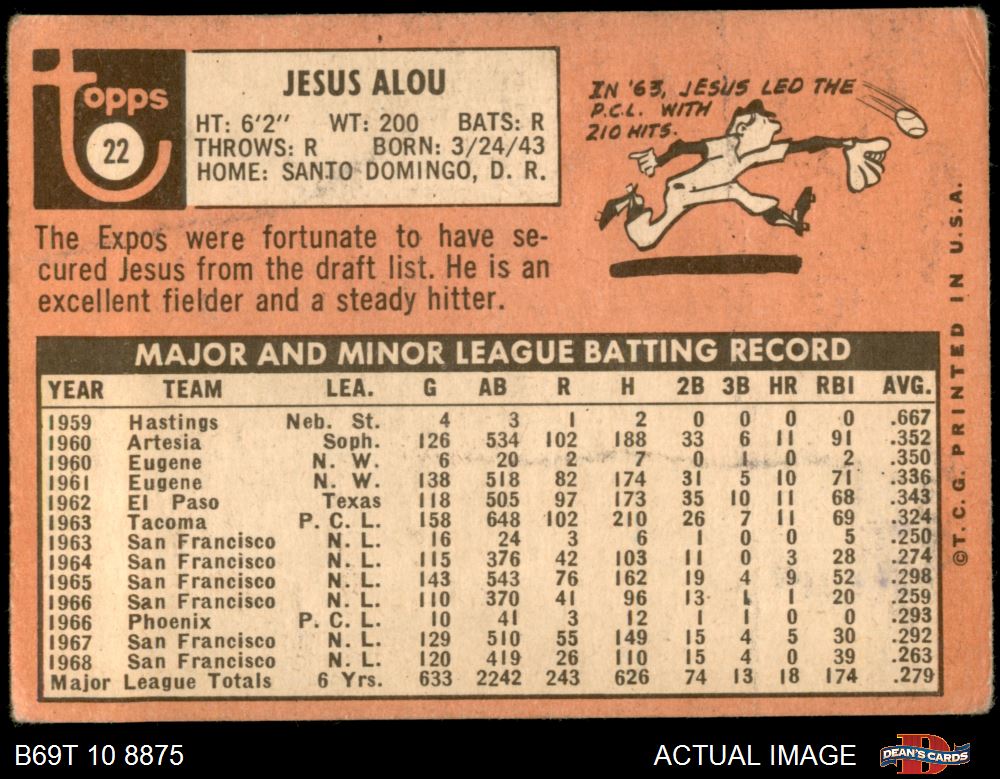 Topps
22
JESUS ALOU
HT: 6'2" WT: 200 BATS: R
THROWS: R BORN: 3/24/43
HOME: SANTO DOMINGO, D. R.
IN '63, JESUS LED THE
P.C.L. WITH
210 HITS.
The Expos were fortunate to have se-
cured Jesus from the draft list. He is an
excellent fielder and a steady hitter.
MAJOR AND MINOR LEAGUE BATTING RECORD
YEAR TEAM LEA. G AB R H 2B 3B HR RBI AVG.
1959 Hastings Neb. St. 4 3 1 2 0 0 0 0 .667
1960 Artesia Soph. 126 534 102 188 33 6 11 91 .352
1960 Eugene N. W. 6 20 2 7 0 1 0 2 .350
1961 Eugene N. W. 138 518 82 174 31 5 10 71 .336
1962 El Paso Texas 118 505 97 173 35 10 11 68 .343
1963 Tacoma P. C. L. 158 648 102 210 26 7 11 69 .324
1963 San Francisco N. L. 16 24 3 6 1 0 0 5 .250
1964 San Francisco N. L. 115 376 42 103 11 0 3 28 .274
1965 San Francisco N. L. 143 543 76 162 19 4 9 52 .298
1966 San Francisco N. L. 110 370 41 96 13 1 1 20 .259
1966 Phoenix P. C. L. 10 41 3 12 1 1 0 0 .293
1967 San Francisco N. L. 129 510 55 149 15 4 5 30 .292
1968 San Francisco N. L. 120 419 26 110 15 4 0 39 .263
Major League Totals 6 Yrs. 633 2242 243 626 74 13 18 174 .279
©T. C. G. PRINTED IN U.S.A.
B69T 10 8875
ACTUAL IMAGE
DEAN'S CARDS